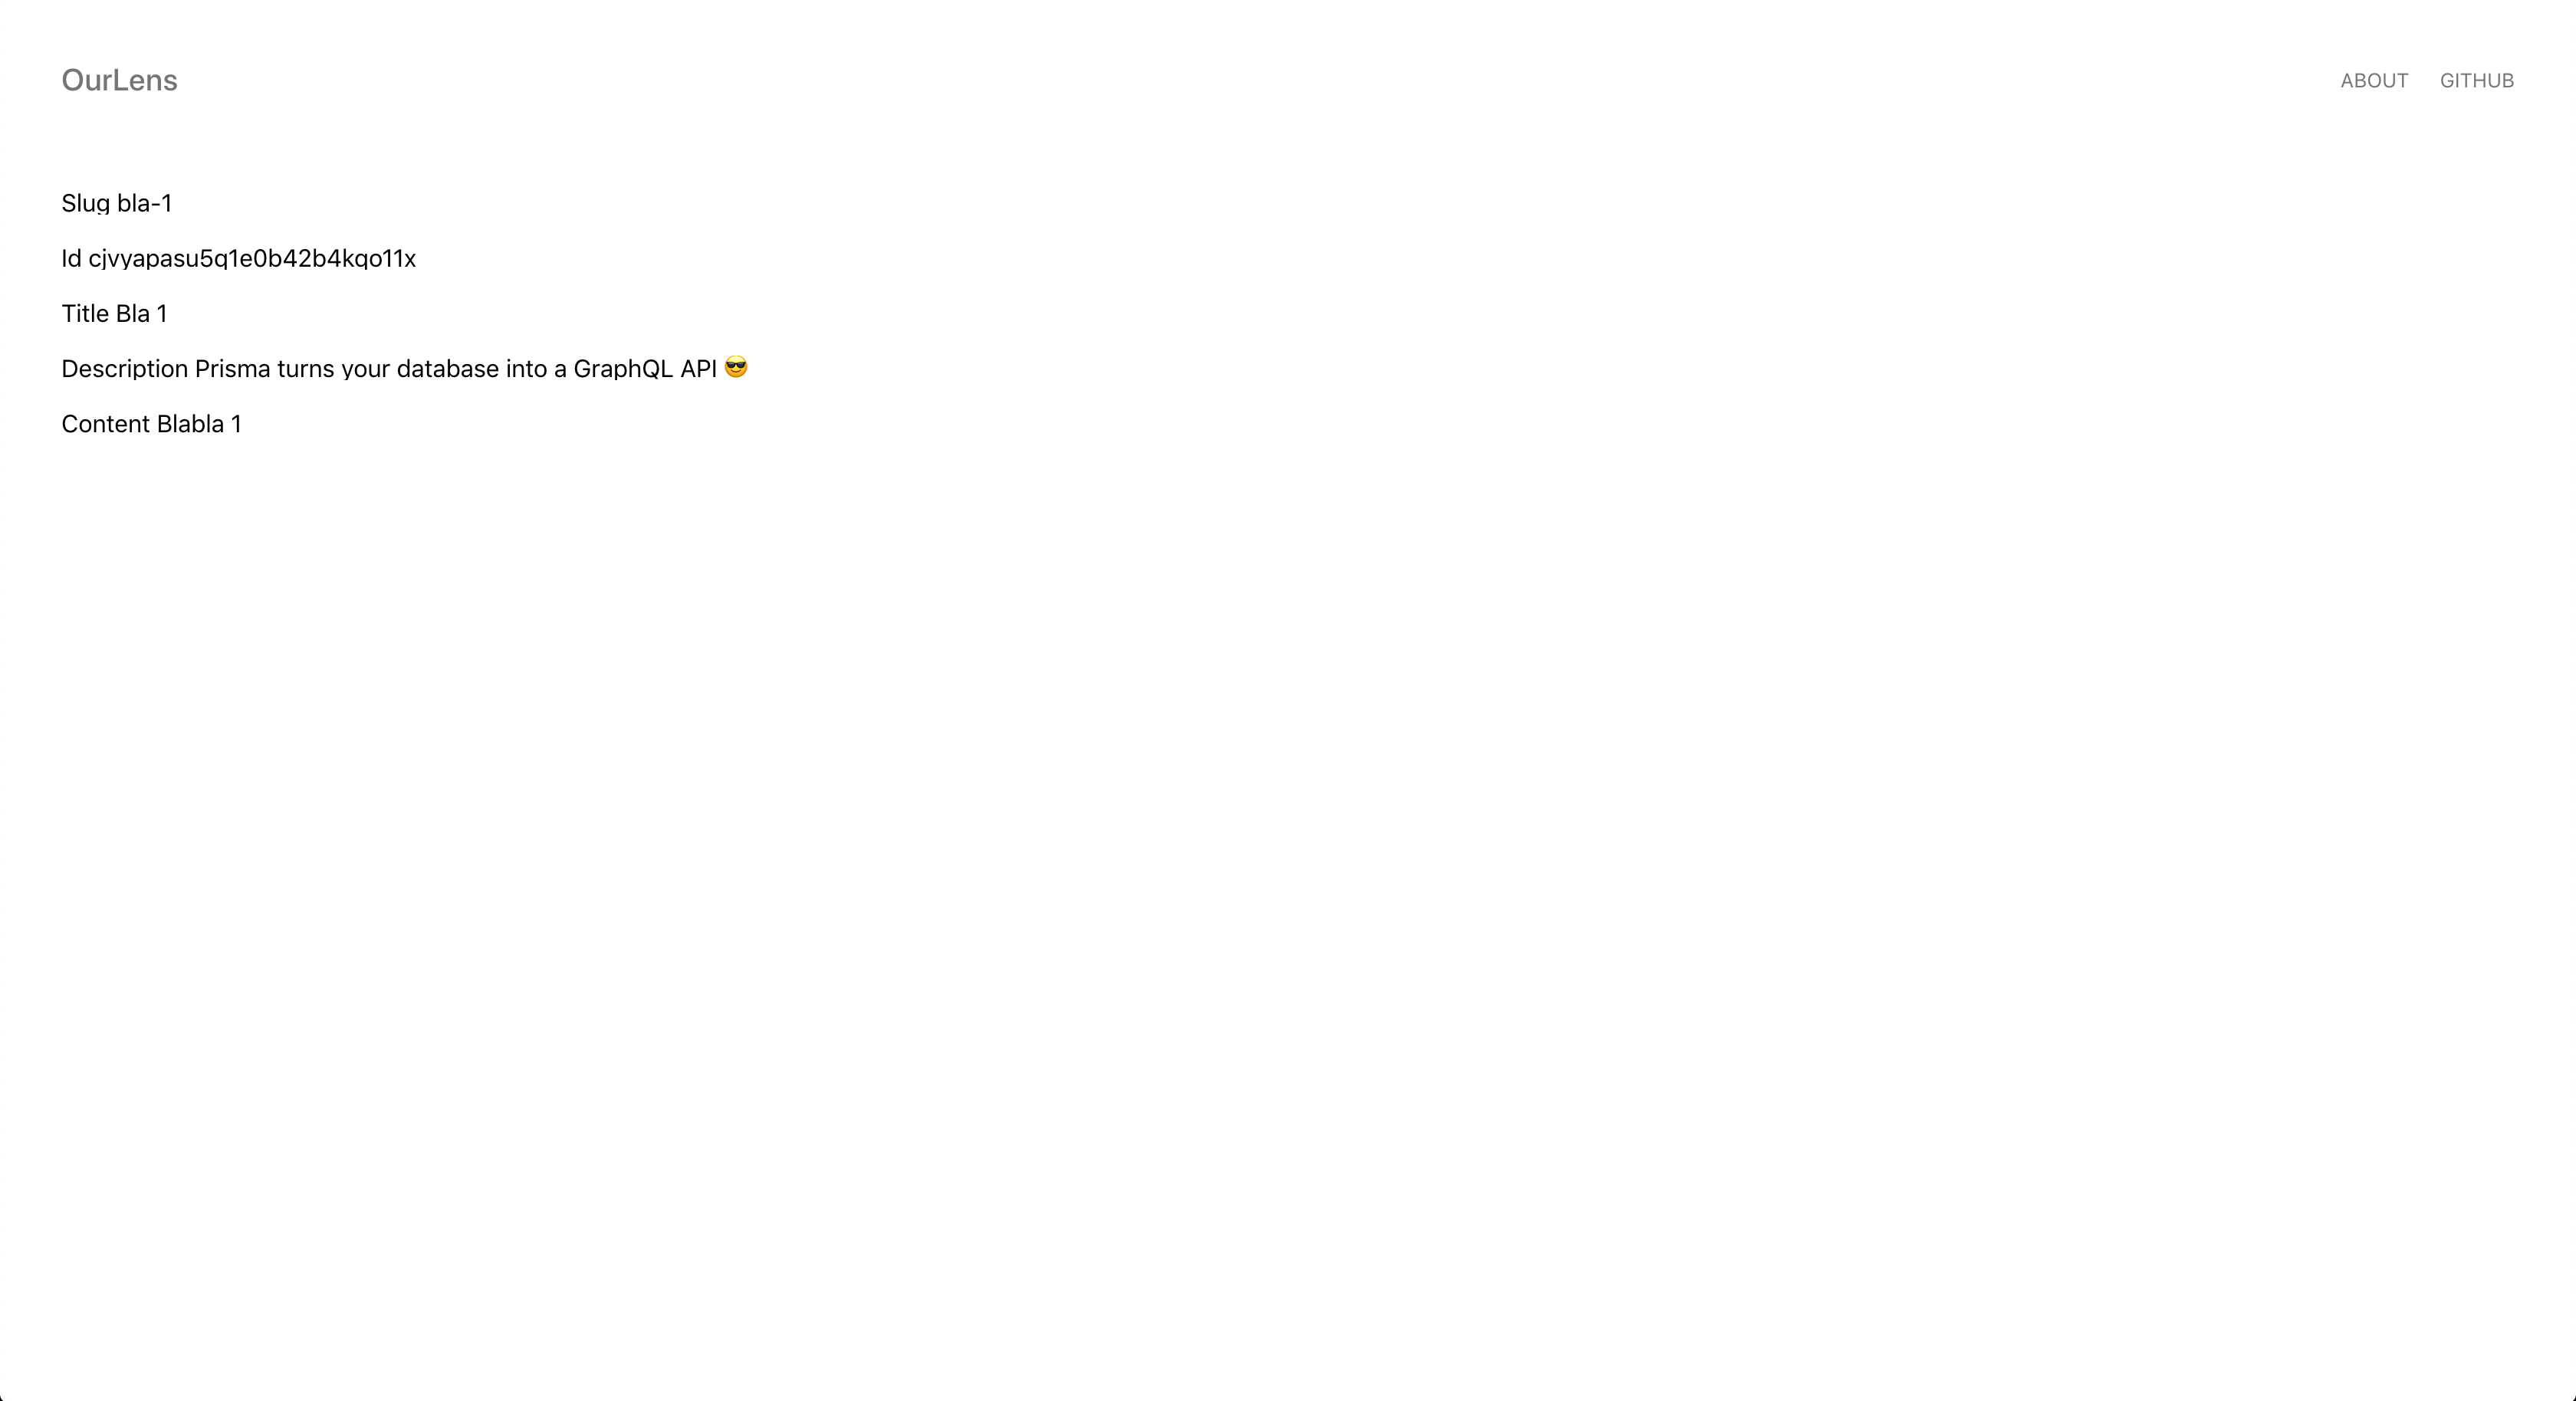 OurLens
ABOUT GITHUB
Slug bla-1
Id cjvyapasu5q1e0b42b4kqo11x
Title Bla 1
Description Prisma turns your database into a GraphQL API 😎
Content Blabla 1